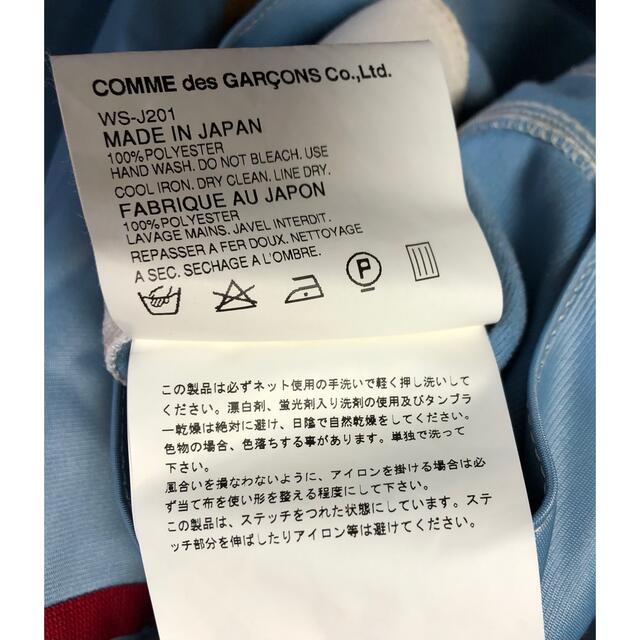 COMME des GARÇONS Co.,Ltd.
WS-J201
MADE IN JAPAN
100%POLYESTER
HAND WASH. DO NOT BLEACH. USE
COOL IRON. DRY CLEAN. LINE DRY.
FABRIQUE AU JAPON
100%POLYESTER
LAVAGE MAINS. JAVEL INTERDIT.
REPASSER A FER DOUX. NETTOYAGE
A SEC. SECHAGE A L'OMBRE.
P
この製品は必ずネット使用の手洗いで軽く押し洗いして
ください。漂白剤、蛍光剤入り洗剤の使用及びタンブラ
ー乾燥は絶対に避け、日陰で自然乾燥をしてください。
色物の場合、色落ちする事があります。単独で洗って
下さい。
風合いを損なわないように、アイロンを掛ける場合は必
ず当て布を使い形を整える程度にして下さい。
この製品は、ステッチをつれた状態にしています。ステ
ッチ部分を伸ばしたりアイロン等は避けてください。